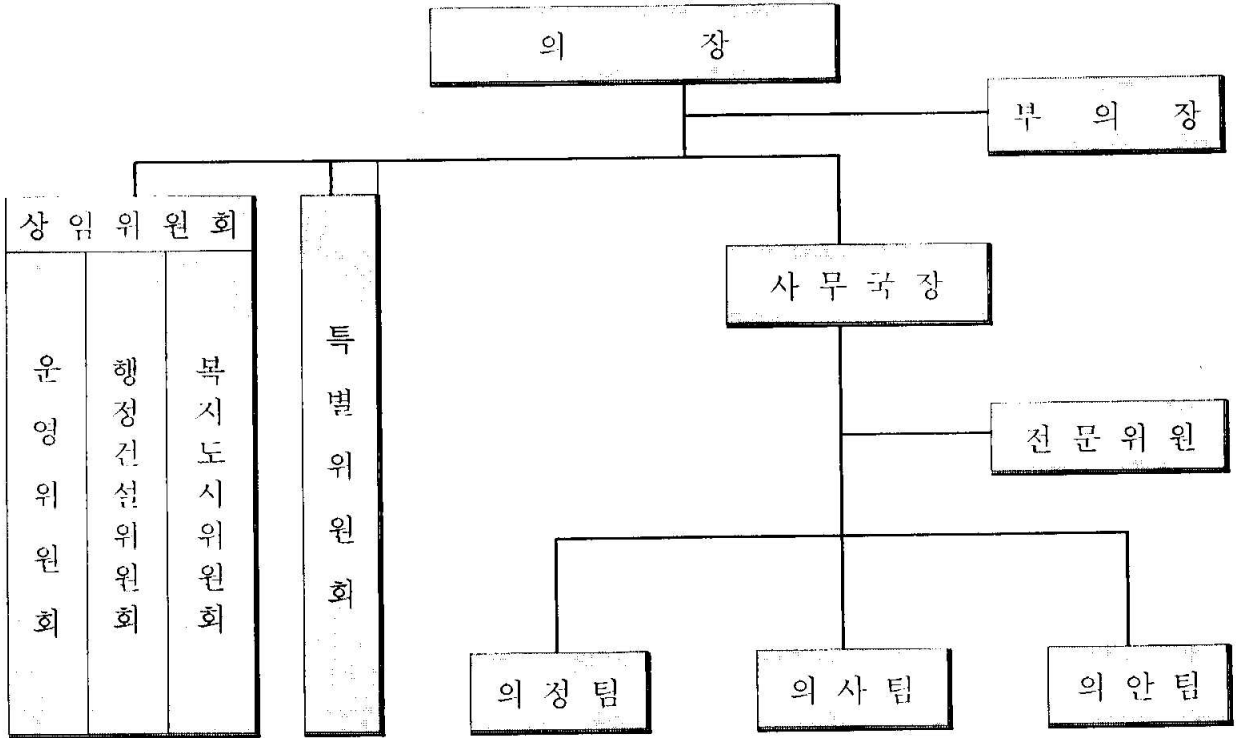 의 장
부 의 장
상 임 위 원 회
운영위원회
행정건설위원회
복지도시위원회
특별위원회
사 무 국 장
전 문 위 원
의 정 팀
의 사 팀
의 안 팀